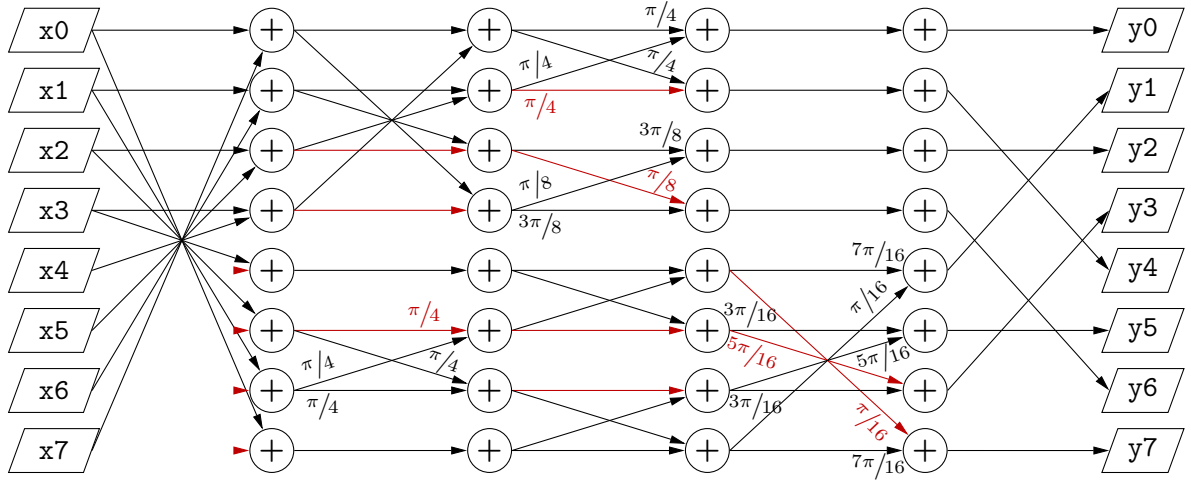 x0 + + π/4 + + y0
π/4 π/4
x1 + + π/4 + + y1
x2 + + 3π/8 + + y2
π/8 π/8
x3 + + 3π/8 + + y3
x4 + + + 7π/16 + y4
π/16
x5 + π/4 + + 3π/16 + y5
π/4 π/4 5π/16 5π/16
x6 + π/4 + + 3π/16 + y6
π/16
x7 + + + 7π/16 + y7